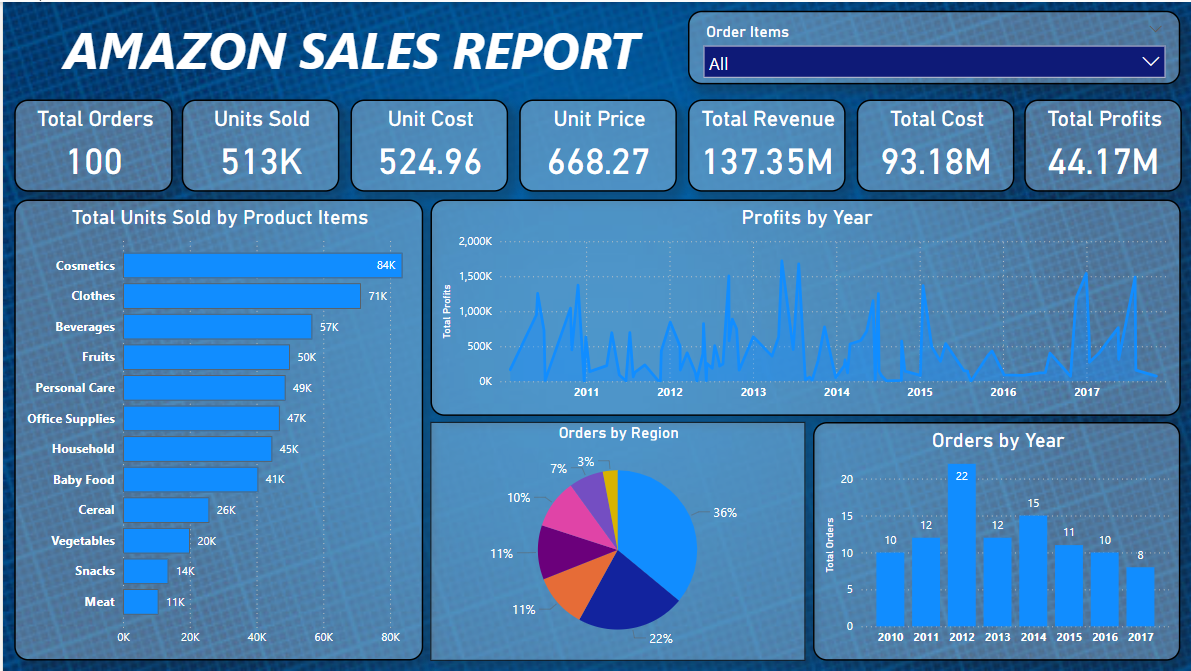 AMAZON SALES REPORT
Order Items
All
Total Orders
100
Units Sold
513K
Unit Cost
524.96
Unit Price
668.27
Total Revenue
137.35M
Total Cost
93.18M
Total Profits
44.17M
Total Units Sold by Product Items
Cosmetics 84K
Clothes 71K
Beverages 57K
Fruits 50K
Personal Care 49K
Office Supplies 47K
Household 45K
Baby Food 41K
Cereal 26K
Vegetables 20K
Snacks 14K
Meat 11K
0K 20K 40K 60K 80K
Profits by Year
Total Profits
2,000K
1,500K
1,000K
500K
0K
2011 2012 2013 2014 2015 2016 2017
Orders by Region
3%
7%
10%
36%
11%
11%
22%
Orders by Year
Total Orders
20
15
10
5
0
10 12 22 12 15 11 10 8
2010 2011 2012 2013 2014 2015 2016 2017